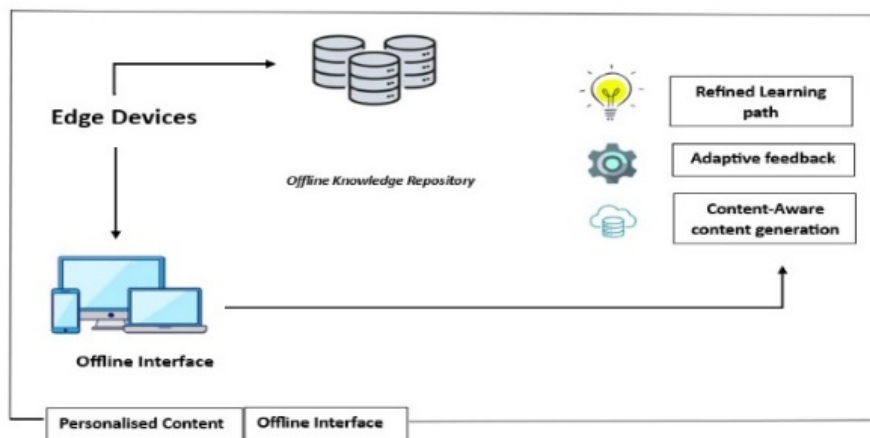 Edge Devices
Offline Knowledge Repository
Refined Learning
path
Adaptive feedback
Content-Aware
content generation
Offline Interface
Personalised Content
Offline Interface